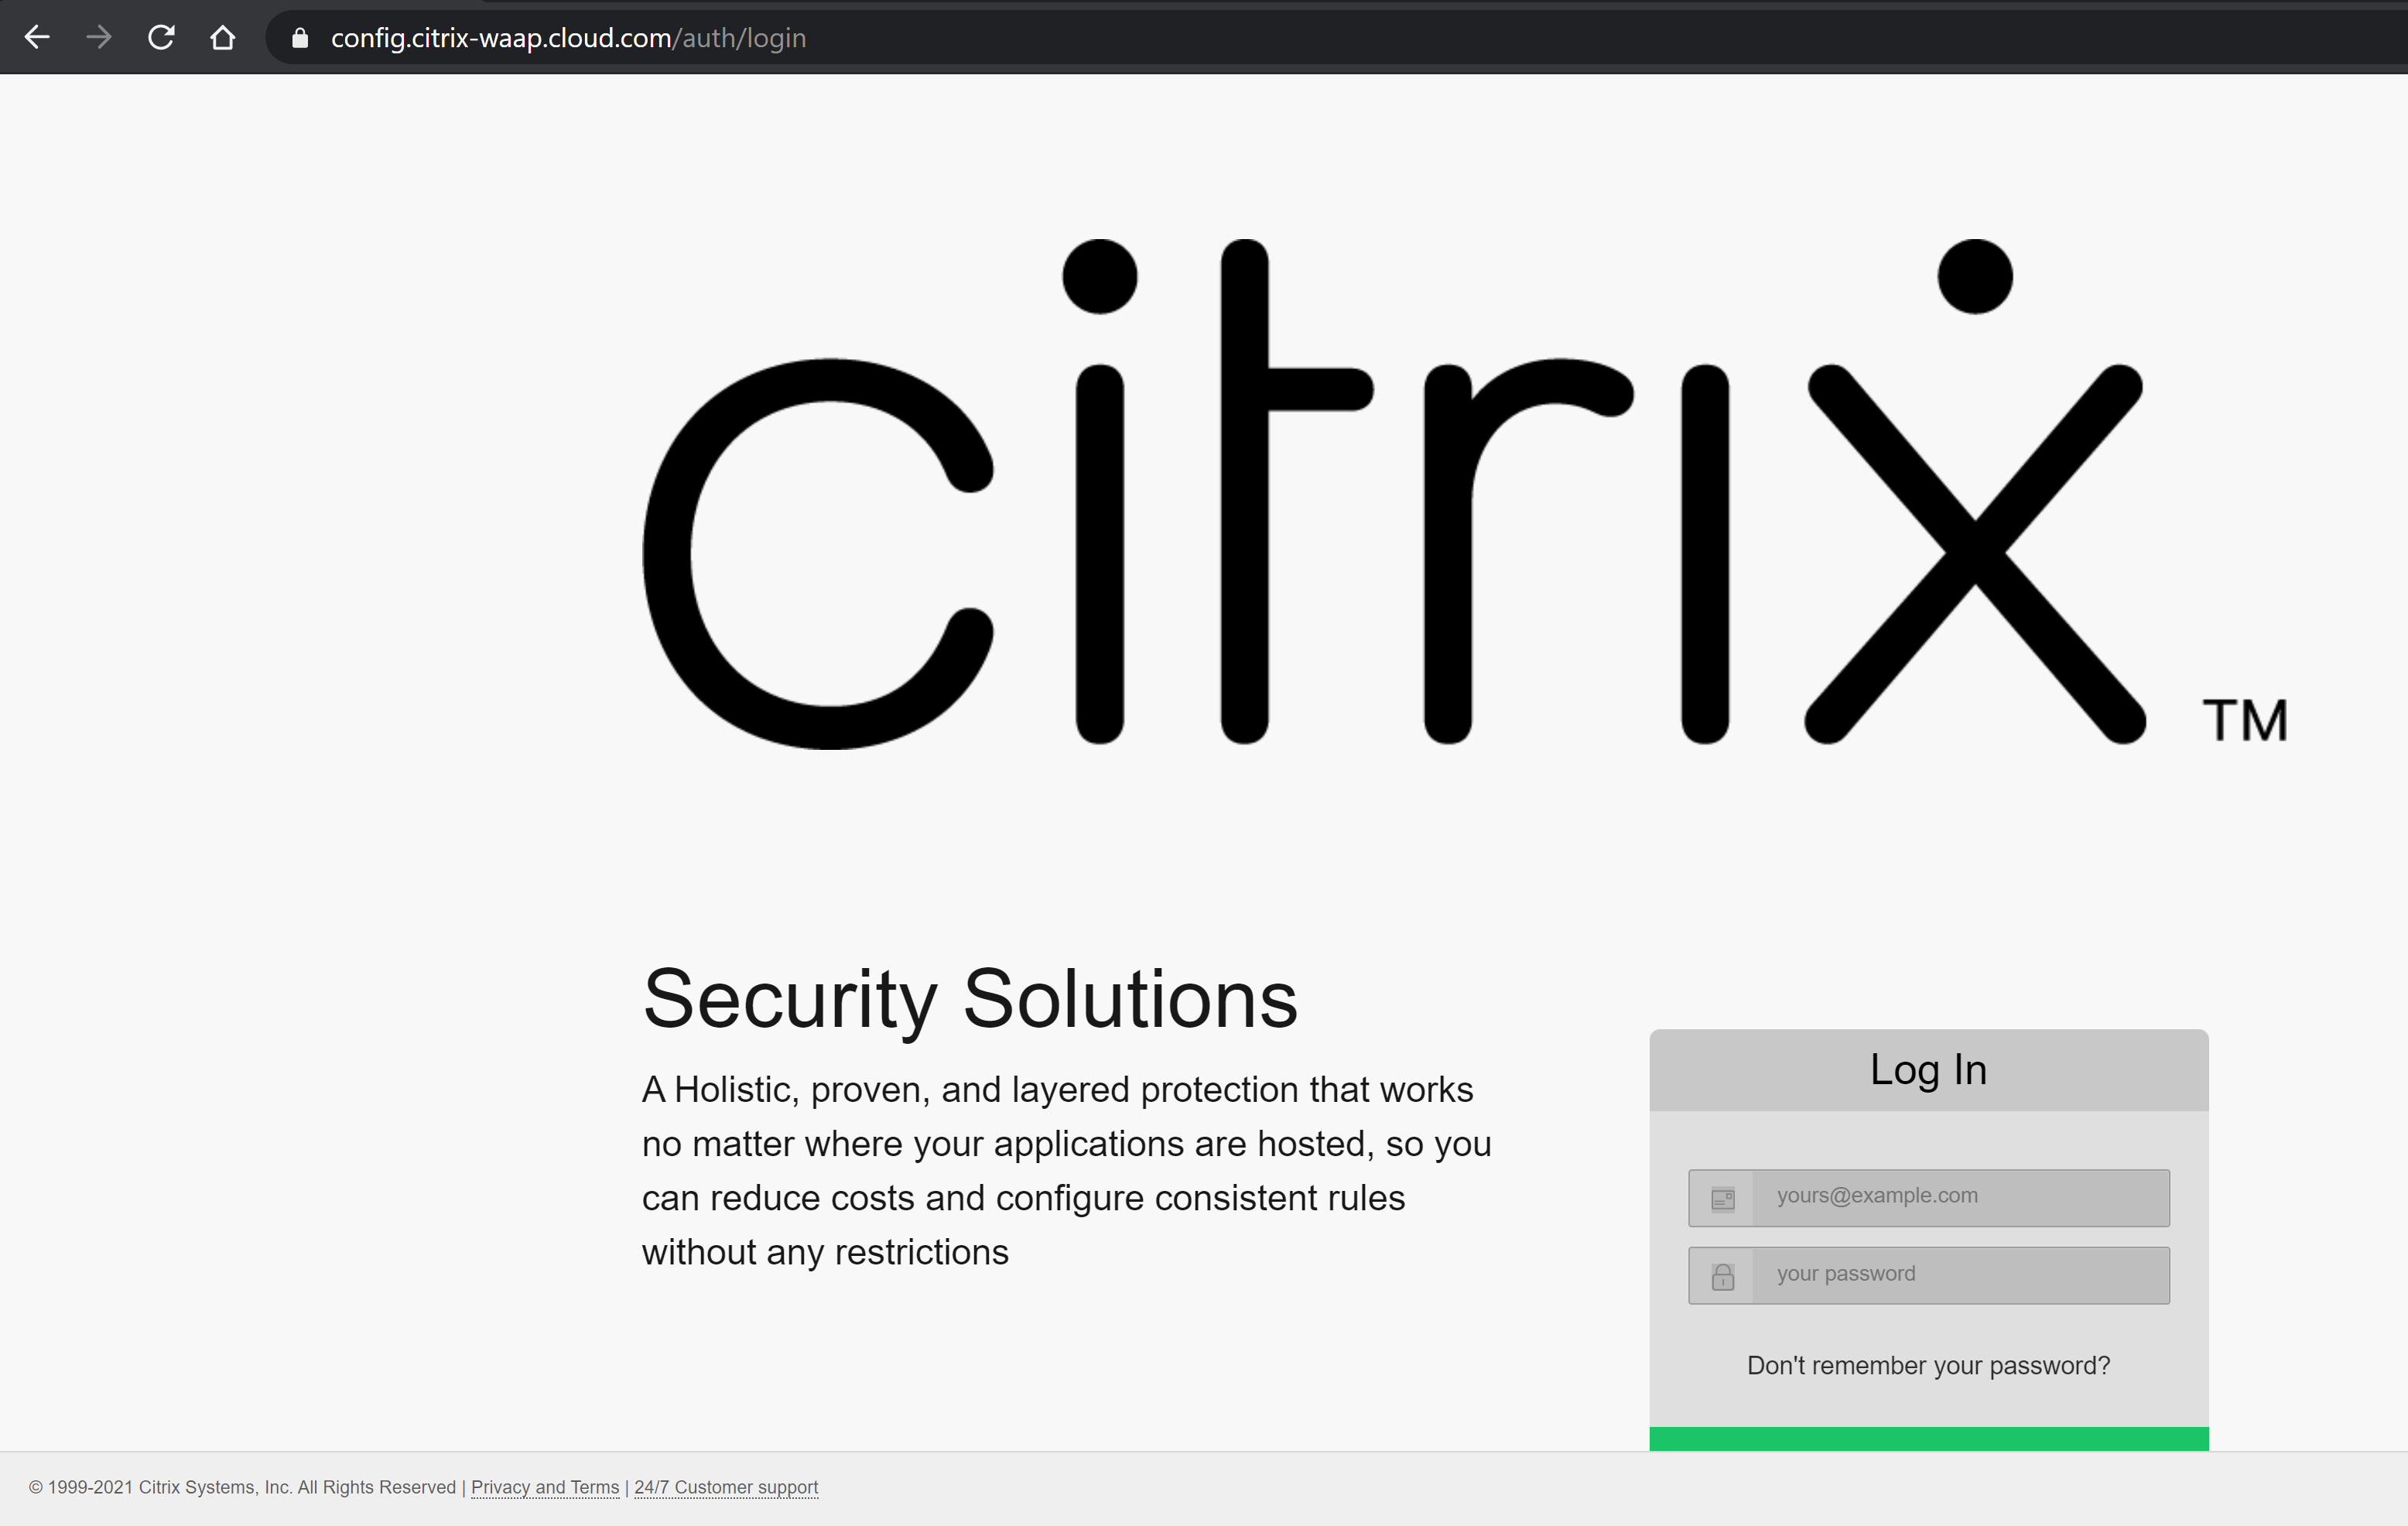 config.citrix-waap.cloud.com/auth/login
citrix TM
Security Solutions
A Holistic, proven, and layered protection that works
no matter where your applications are hosted, so you
can reduce costs and configure consistent rules
without any restrictions
Log In
yours@example.com
your password
Don't remember your password?
© 1999-2021 Citrix Systems, Inc. All Rights Reserved | Privacy and Terms | 24/7 Customer support